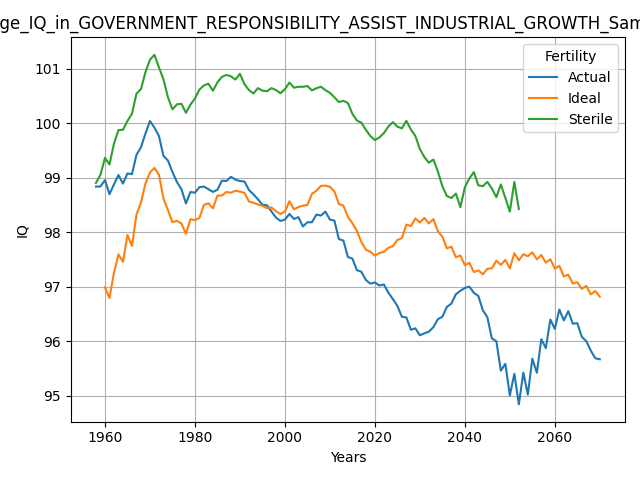 ge_IQ_in_GOVERNMENT_RESPONSIBILITY_ASSIST_INDUSTRIAL_GROWTH_Sam
Fertility
Actual
Ideal
Sterile
101
100
99
98
97
96
95
IQ
1960 1980 2000 2020 2040 2060
Years